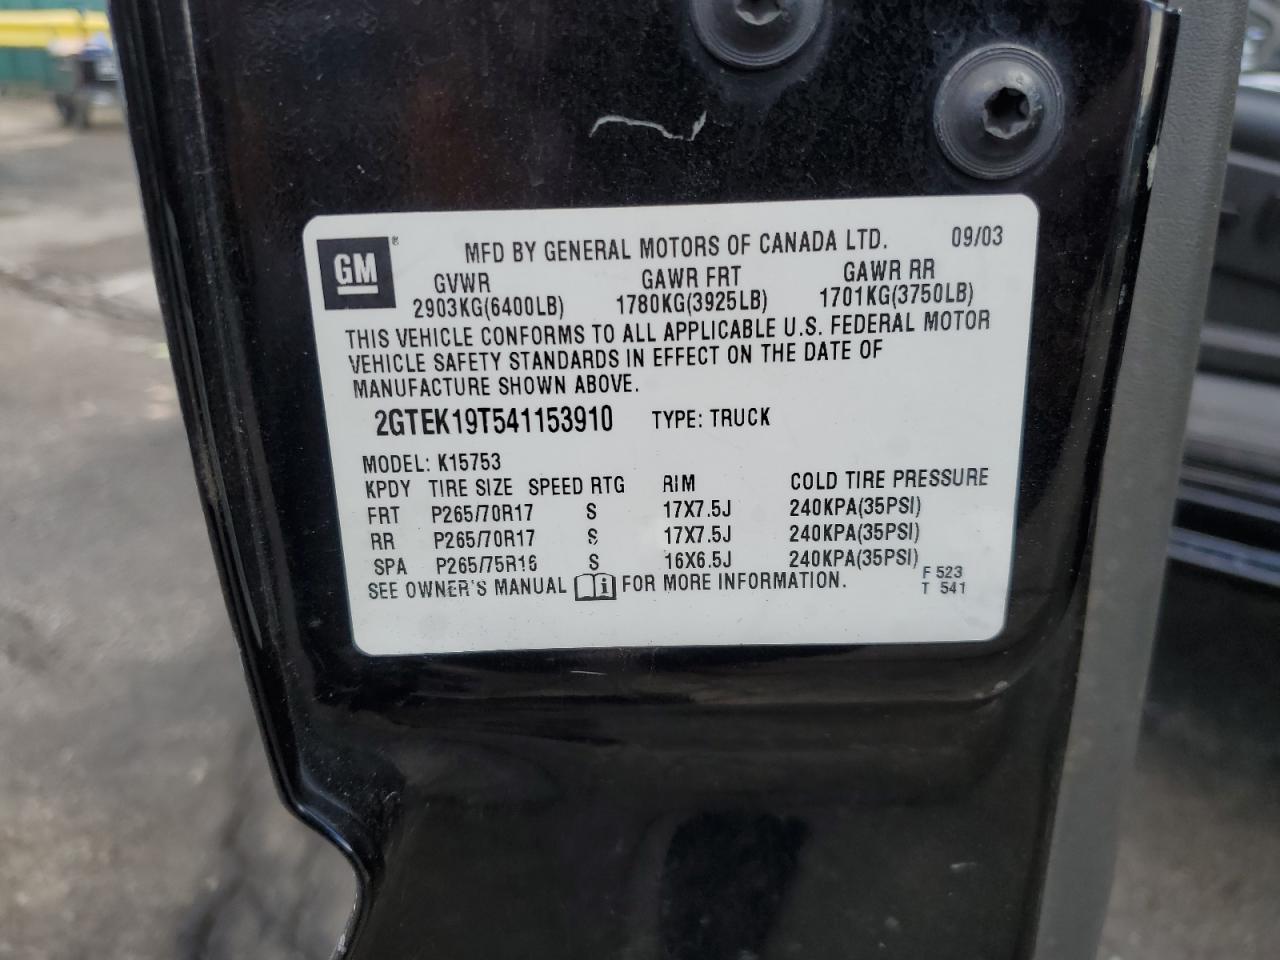 GM ®
MFD BY GENERAL MOTORS OF CANADA LTD. 09/03
GVWR GAWR FRT GAWR RR
2903KG(6400LB) 1780KG(3925LB) 1701KG(3750LB)
THIS VEHICLE CONFORMS TO ALL APPLICABLE U.S. FEDERAL MOTOR
VEHICLE SAFETY STANDARDS IN EFFECT ON THE DATE OF
MANUFACTURE SHOWN ABOVE.
2GTEK19T541153910 TYPE: TRUCK
MODEL: K15753
KPDY TIRE SIZE SPEED RTG RIM COLD TIRE PRESSURE
FRT P265/70R17 S 17X7.5J 240KPA(35PSI)
RR P265/70R17 S 17X7.5J 240KPA(35PSI)
SPA P265/75R16 S 16X6.5J 240KPA(35PSI)
SEE OWNER'S MANUAL i FOR MORE INFORMATION.
F 523
T 541